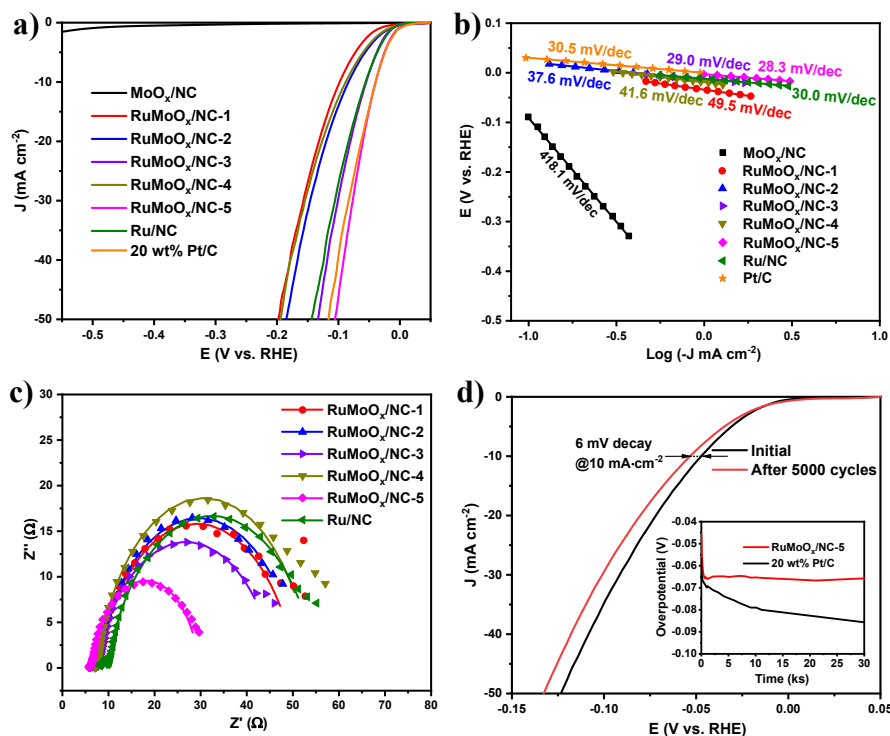 a)
0
-10
-20
-30
-40
-50
J (mA cm⁻²)
MoOₓ/NC
RuMoOₓ/NC-1
RuMoOₓ/NC-2
RuMoOₓ/NC-3
RuMoOₓ/NC-4
RuMoOₓ/NC-5
Ru/NC
20 wt% Pt/C
-0.5 -0.4 -0.3 -0.2 -0.1 0.0
E (V vs. RHE)
b)
0.1
0.0
-0.1
-0.2
-0.3
-0.4
-0.5
E (V vs. RHE)
30.5 mV/dec
29.0 mV/dec
28.3 mV/dec
37.6 mV/dec
41.6 mV/dec
49.5 mV/dec
30.0 mV/dec
418.1 mV/dec
MoOₓ/NC
RuMoOₓ/NC-1
RuMoOₓ/NC-2
RuMoOₓ/NC-3
RuMoOₓ/NC-4
RuMoOₓ/NC-5
Ru/NC
Pt/C
-1.0 -0.5 0.0 0.5 1.0
Log (-J mA cm⁻²)
c)
30
25
20
15
10
5
0
Z'' (Ω)
RuMoOₓ/NC-1
RuMoOₓ/NC-2
RuMoOₓ/NC-3
RuMoOₓ/NC-4
RuMoOₓ/NC-5
Ru/NC
0 10 20 30 40 50 60 70 80
Z' (Ω)
d)
0
-10
-20
-30
-40
-50
J (mA cm⁻²)
6 mV decay
@10 mA·cm⁻²
Initial
After 5000 cycles
-0.04
-0.05
-0.06
-0.07
-0.08
-0.09
-0.10
Overpotential (V)
RuMoOₓ/NC-5
20 wt% Pt/C
0 5 10 15 20 25 30
Time (ks)
-0.15 -0.10 -0.05 0.00 0.05
E (V vs. RHE)